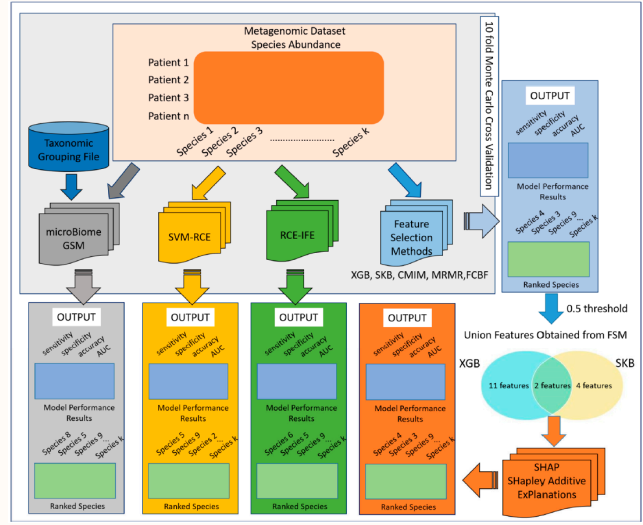 Metagenomic Dataset
Species Abundance
Patient 1
Patient 2
Patient 3
Patient n
Species 1
Species 2
Species 3
........................
Species k
10 fold Monte Carlo Cross Validation
Taxonomic
Grouping File
microBiome
GSM
SVM-RCE
RCE-IFE
Feature
Selection
Methods
XGB, SKB, CMIM, MRMR,FCBF
OUTPUT
sensitivity
specificity
accuracy
AUC
Model Performance
Results
Species 4
Species 3
Species 9...
Species k
Ranked Species
0.5 threshold
Union Features Obtained from FSM
XGB
SKB
11 features
2 features
4 features
SHAP
SHapley Additive
ExPlanations
OUTPUT
sensitivity
specificity
accuracy
AUC
Model Performance
Results
Species 8
Species 5
Species 9...
Species k
Ranked Species
OUTPUT
sensitivity
specificity
accuracy
AUC
Model Performance
Results
Species 5
Species 9
Species 2...
Species k
Ranked Species
OUTPUT
sensitivity
specificity
accuracy
AUC
Model Performance
Results
Species 6
Species 5
Species 9...
Species k
Ranked Species
OUTPUT
sensitivity
specificity
accuracy
AUC
Model Performance
Results
Species 4
Species 3
Species 9...
Species k
Ranked Species